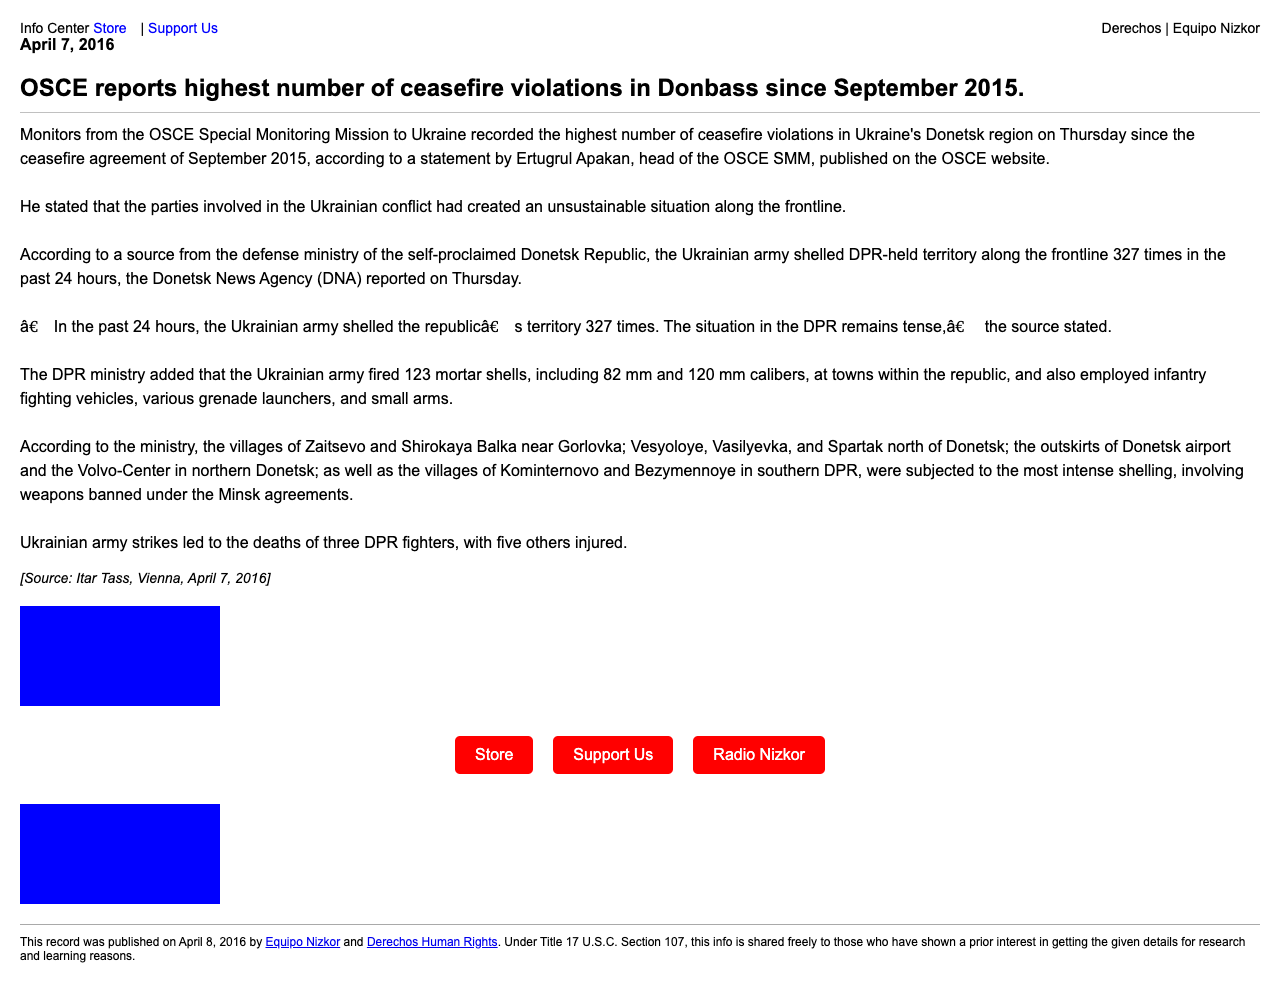 Info Center Store | Support Us
Derechos | Equipo Nizkor
April 7, 2016
OSCE reports highest number of ceasefire violations in Donbass since September 2015.
Monitors from the OSCE Special Monitoring Mission to Ukraine recorded the highest number of ceasefire violations in Ukraine's Donetsk region on Thursday since the
ceasefire agreement of September 2015, according to a statement by Ertugrul Apakan, head of the OSCE SMM, published on the OSCE website.
He stated that the parties involved in the Ukrainian conflict had created an unsustainable situation along the frontline.
According to a source from the defense ministry of the self-proclaimed Donetsk Republic, the Ukrainian army shelled DPR-held territory along the frontline 327 times in the
past 24 hours, the Donetsk News Agency (DNA) reported on Thursday.
â€ In the past 24 hours, the Ukrainian army shelled the republicâ€ s territory 327 times. The situation in the DPR remains tense,â€ the source stated.
The DPR ministry added that the Ukrainian army fired 123 mortar shells, including 82 mm and 120 mm calibers, at towns within the republic, and also employed infantry
fighting vehicles, various grenade launchers, and small arms.
According to the ministry, the villages of Zaitsevo and Shirokaya Balka near Gorlovka; Vesyoloye, Vasilyevka, and Spartak north of Donetsk; the outskirts of Donetsk airport
and the Volvo-Center in northern Donetsk; as well as the villages of Kominternovo and Bezymennoye in southern DPR, were subjected to the most intense shelling, involving
weapons banned under the Minsk agreements.
Ukrainian army strikes led to the deaths of three DPR fighters, with five others injured.
[Source: Itar Tass, Vienna, April 7, 2016]
Store
Support Us
Radio Nizkor
This record was published on April 8, 2016 by Equipo Nizkor and Derechos Human Rights. Under Title 17 U.S.C. Section 107, this info is shared freely to those who have shown a prior interest in getting the given details for research
and learning reasons.